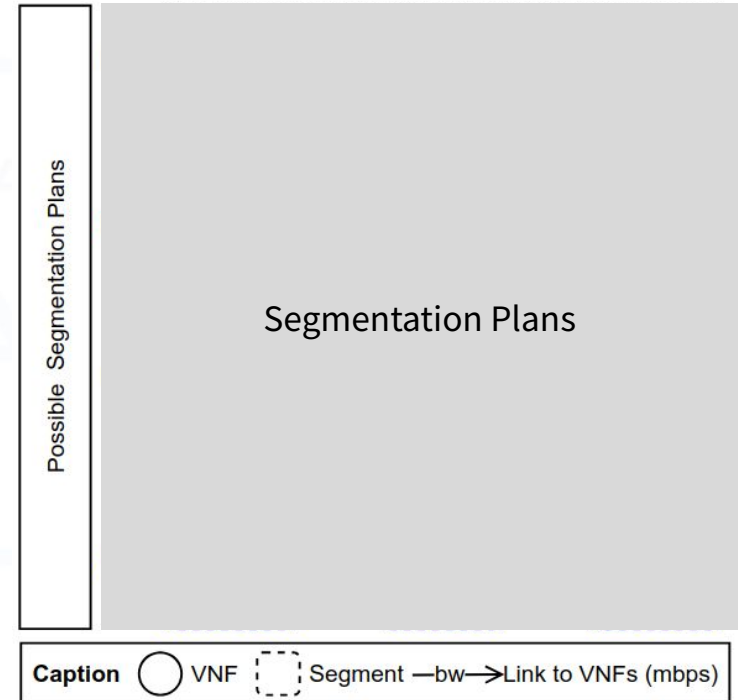 Possible Segmentation Plans
Segmentation Plans
Caption VNF Segment bw Link to VNFs (mbps)